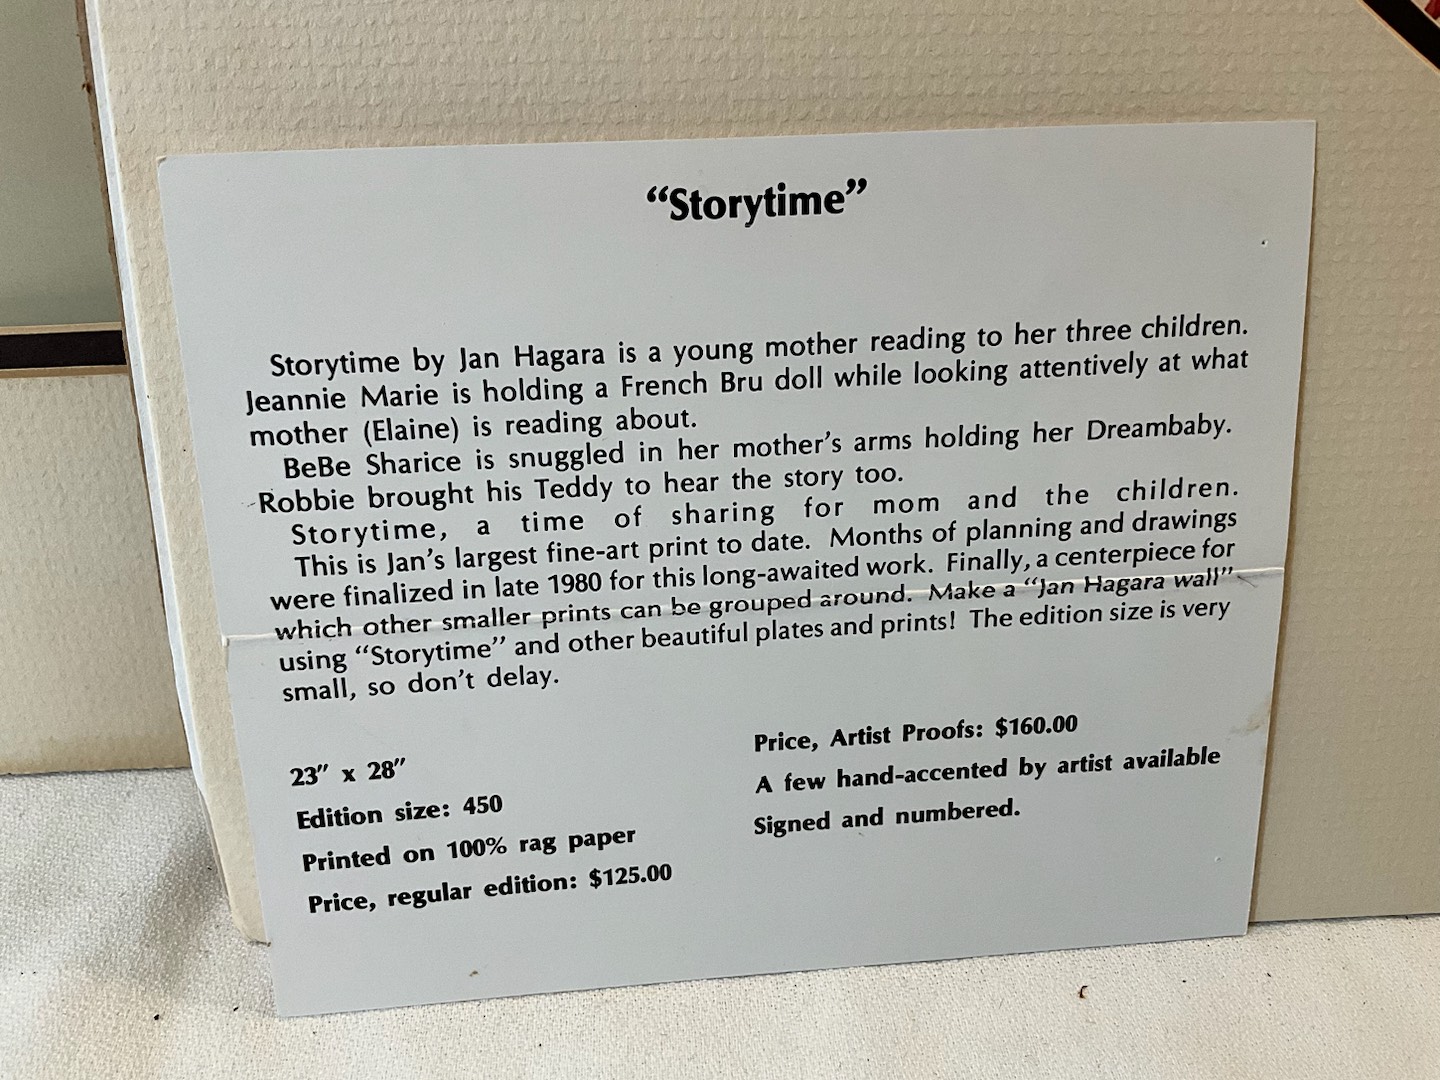 “Storytime”
Storytime by Jan Hagara is a young mother reading to her three children.
Jeannie Marie is holding a French Bru doll while looking attentively at what
mother (Elaine) is reading about.
BeBe Sharice is snuggled in her mother’s arms holding her Dreambaby.
Robbie brought his Teddy to hear the story too.
Storytime, a time of sharing for mom and the children.
This is Jan’s largest fine-art print to date. Months of planning and drawings
were finalized in late 1980 for this long-awaited work. Finally, a centerpiece for
which other smaller prints can be grouped around. Make a “Jan Hagara wall”
using “Storytime” and other beautiful plates and prints! The edition size is very
small, so don’t delay.
23” x 28”
Edition size: 450
Printed on 100% rag paper
Price, regular edition: $125.00
Price, Artist Proofs: $160.00
A few hand-accented by artist available
Signed and numbered.